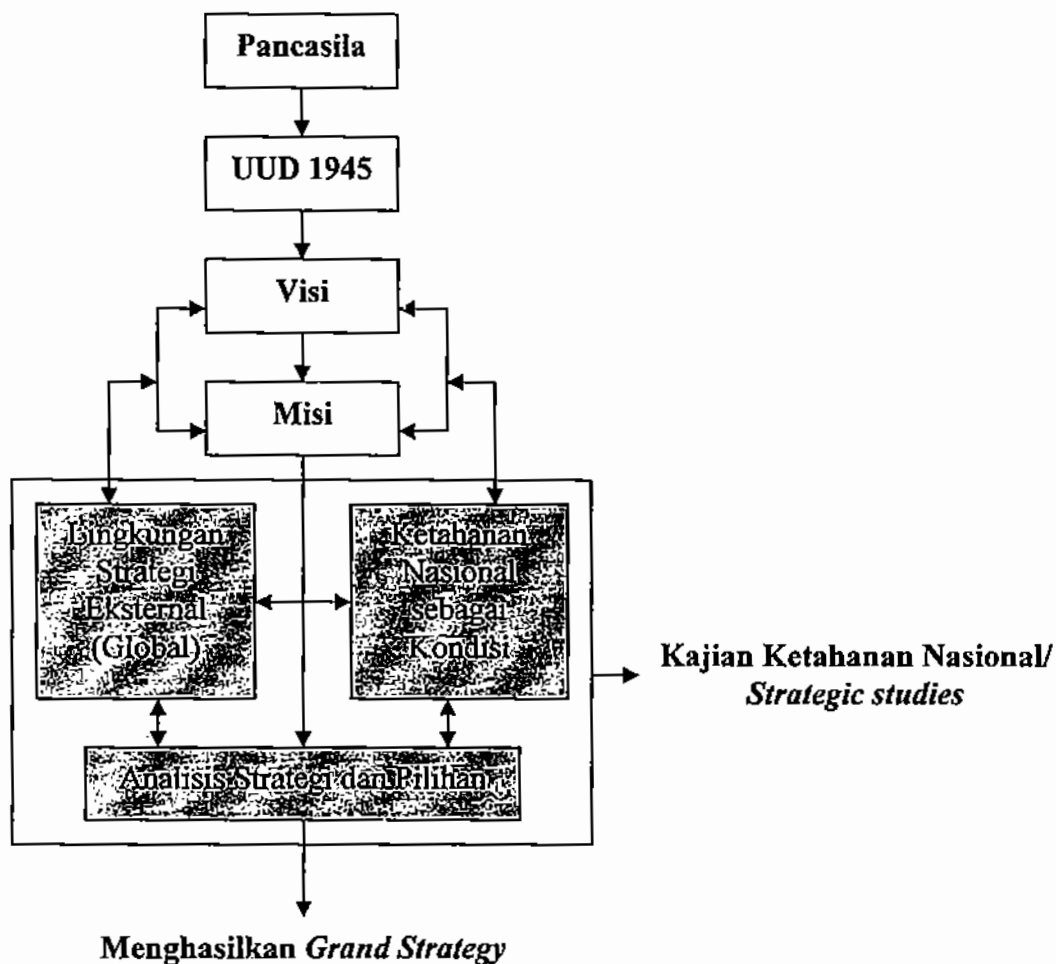 Pancasila
UUD 1945
Visi
Misi
Lingkungan
Strategi
Eksternal
(Global)
Ketahanan
Nasional
sebagai
Kondisi
Kajian Ketahanan Nasional/
Strategic studies
Analisis Strategi dan Pilihan
Menghasilkan Grand Strategy